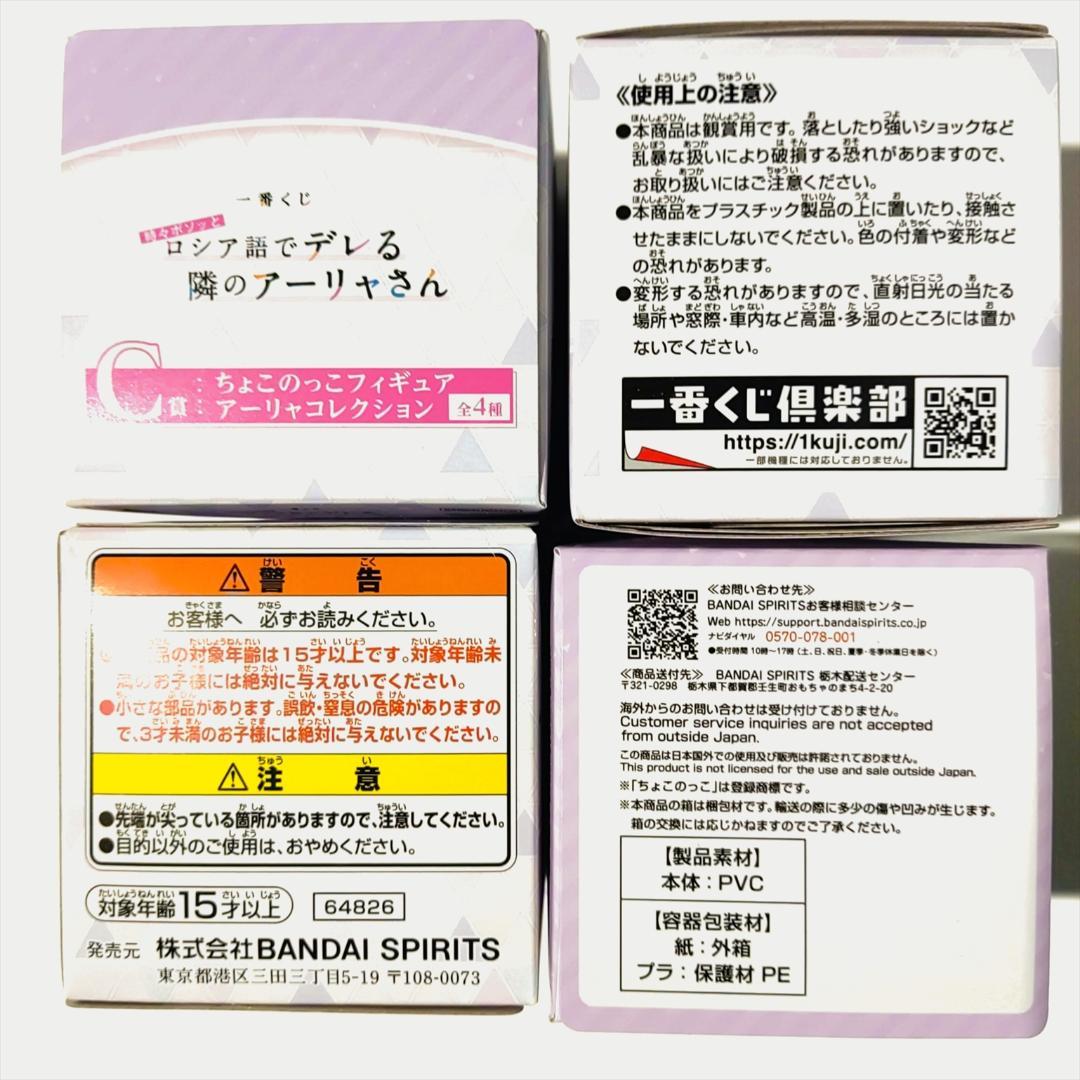 一番くじ
時々ボソッと
ロシア語でデレる
隣のアーリャさん
C賞
ちょこのっこフィギュア
アーリャコレクション 全4種
《使用上の注意》
●本商品は観賞用です。落としたり強いショックなど
乱暴な扱いにより破損する恐れがありますので、
お取り扱いにはご注意ください。
●本商品をプラスチック製品の上に置いたり、接触さ
せたままにしないでください。色の付着や変形など
の恐れがあります。
●変形する恐れがありますので、直射日光の当たる
場所や窓際・車内など高温・多湿のところには置か
ないでください。
一番くじ倶楽部
https://1kuji.com/
一部機種には対応しておりません。
⚠警告
お客様へ 必ずお読みください。
品の対象年齢は15才以上です。対象年齢未
満のお子様には絶対に与えないでください。
●小さな部品があります。誤飲・窒息の危険がありますの
で、3才未満のお子様には絶対に与えないでください。
⚠注意
●先端が尖っている箇所がありますので、注意してください。
●目的以外のご使用は、おやめください。
対象年齢15才以上 64826
発売元 株式会社BANDAI SPIRITS
東京都港区三田三丁目5-19 〒108-0073
≪お問い合わせ先≫
BANDAI SPIRITSお客様相談センター
Web https://support.bandaispirits.co.jp
ナビダイヤル 0570-078-001
●受付時間 10時〜17時(土、日、祝日、夏季・冬季休業日を除く)
≪商品送付先≫ BANDAI SPIRITS 栃木配送センター
〒321-0298 栃木県下都賀郡壬生町おもちゃのまち4-2-20
海外からのお問い合わせは受け付けておりません。
Customer service inquiries are not accepted
from outside Japan.
この商品は日本国外での使用及び販売は許諾されておりません。
This product is not licensed for the use and sale outside Japan.
※「ちょこのっこ」は登録商標です。
※本商品の箱は梱包材です。輸送の際に多少の傷や凹みが生じます。
箱の交換には応じかねますのでご了承ください。
【製品素材】
本体：PVC
【容器包装材】
紙：外箱
プラ：保護材 PE